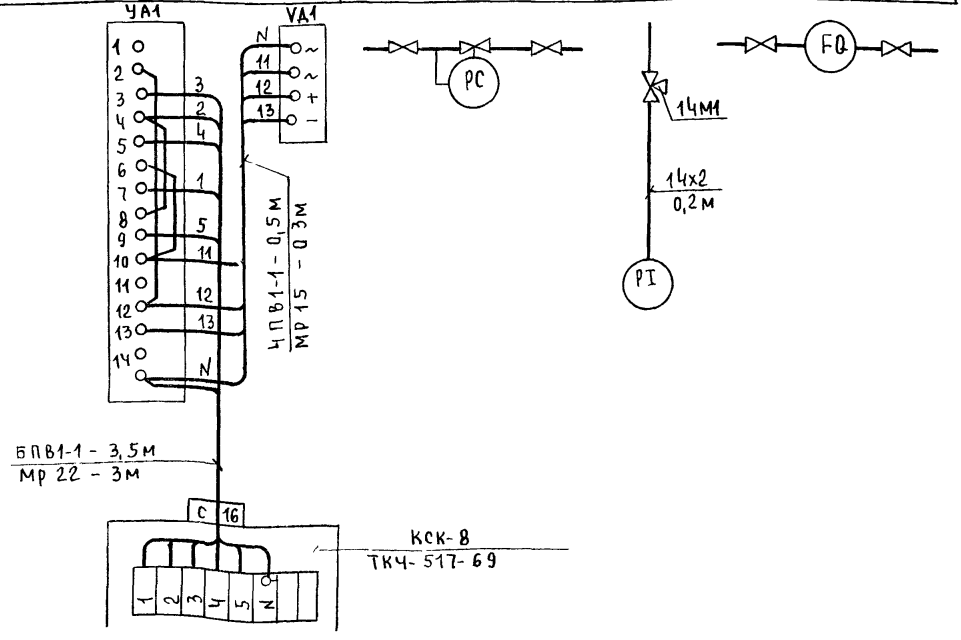 УА1
VД1
1
2
3
4
5
6
7
8
9
10
11
12
13
14
3
2
4
1
5
11
12
13
N
N ~
11 ~
12 +
13 -
4ПВ1-1-0,5м
МР15 - 0,3м
PC
14М1
14х2
0,2м
PI
FQ
БПВ1-1 - 3,5м
МР 22 - 3м
С 16
КСК-8
ТКЧ-517-69
1 2 3 4 5 N